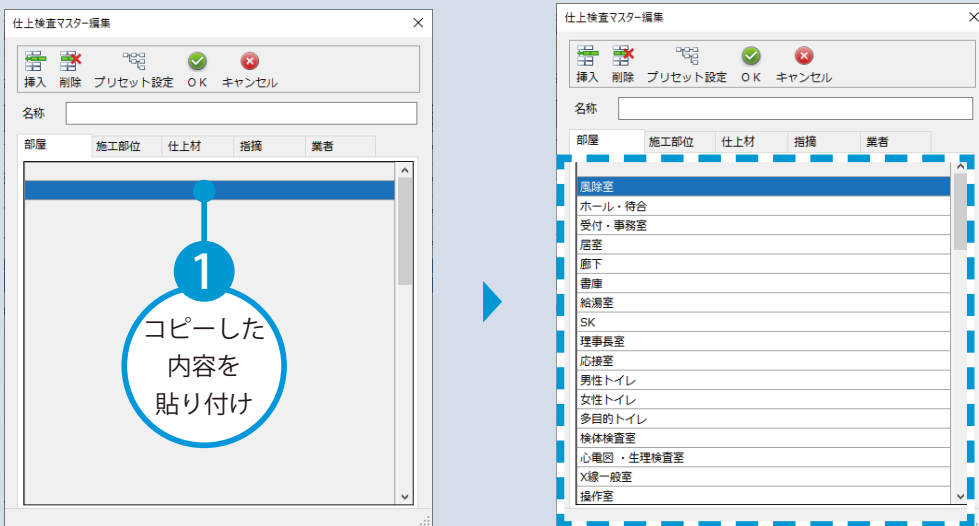 仕上検査マスター編集
挿入 削除 プリセット設定 OK キャンセル
名称
部屋 施工部位 仕上材 指摘 業者
1
コピーした
内容を
貼り付け
仕上検査マスター編集
挿入 削除 プリセット設定 OK キャンセル
名称
部屋 施工部位 仕上材 指摘 業者
風除室
ホール・待合
受付・事務室
居室
廊下
書庫
給湯室
SK
理事長室
応接室
男性トイレ
女性トイレ
多目的トイレ
検体検査室
心電図 ・生理検査室
X線一般室
操作室